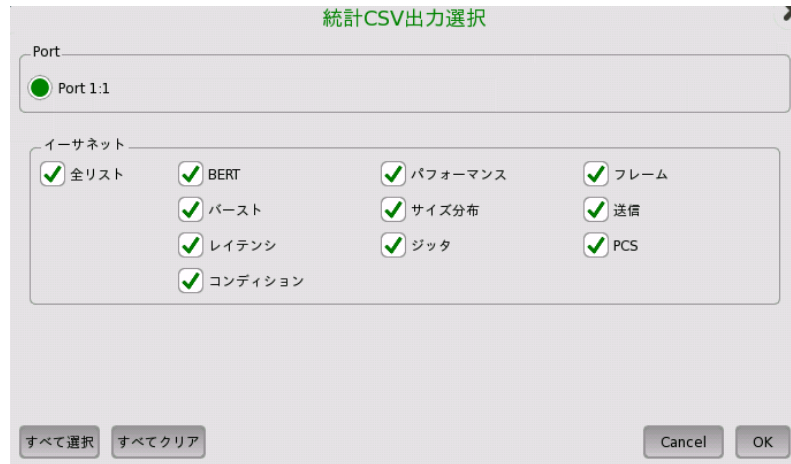 統計CSV出力選択
Port
Port 1:1
イーサネット
全リスト BERT パフォーマンス フレーム
バースト サイズ分布 送信
レイテンシ ジッタ PCS
コンディション
すべて選択 すべてクリア Cancel OK